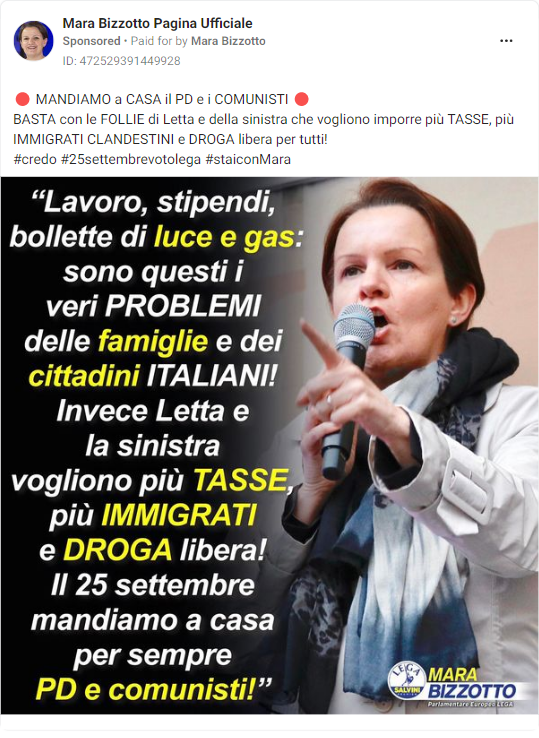 Mara Bizzotto Pagina Ufficiale
Sponsored • Paid for by Mara Bizzotto
ID: 472529391449928
🔴 MANDIAMO a CASA il PD e i COMUNISTI 🔴
BASTA con le FOLLIE di Letta e della sinistra che vogliono imporre più TASSE, più
IMMIGRATI CLANDESTINI e DROGA libera per tutti!
#credo #25settembrevotolega #staiconMara
“Lavoro, stipendi,
bollette di luce e gas:
sono questi i
veri PROBLEMI
delle famiglie e dei
cittadini ITALIANI!
Invece Letta e
la sinistra
vogliono più TASSE,
più IMMIGRATI
e DROGA libera!
Il 25 settembre
mandiamo a casa
per sempre
PD e comunisti!”
LEGA
SALVINI
MARA
BIZZOTTO
Parlamentare Europeo LEGA